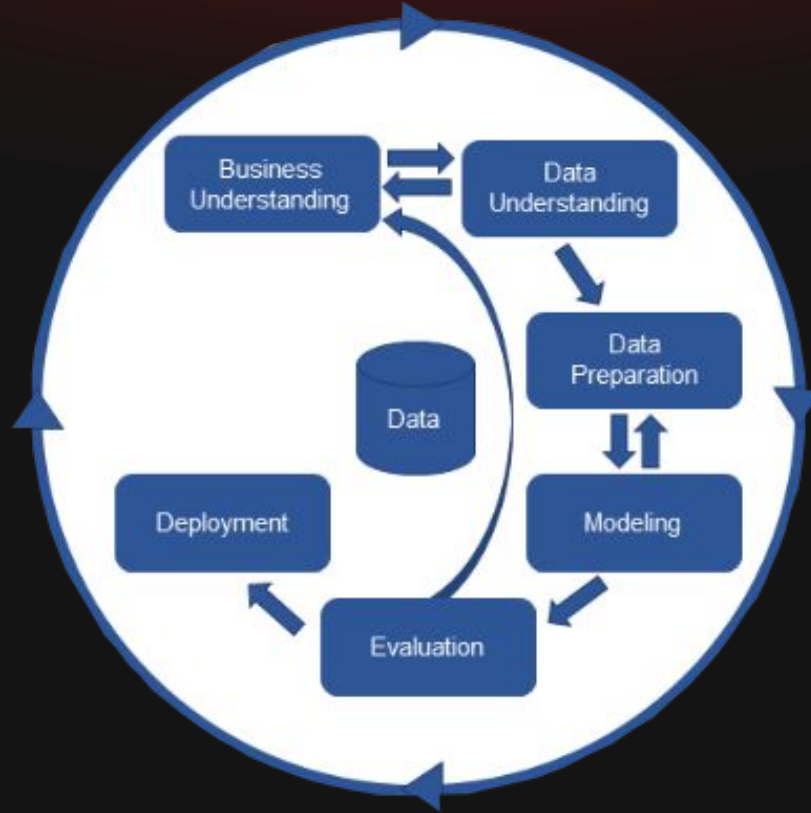 Business
Understanding
Data
Understanding
Data
Preparation
Data
Modeling
Deployment
Evaluation